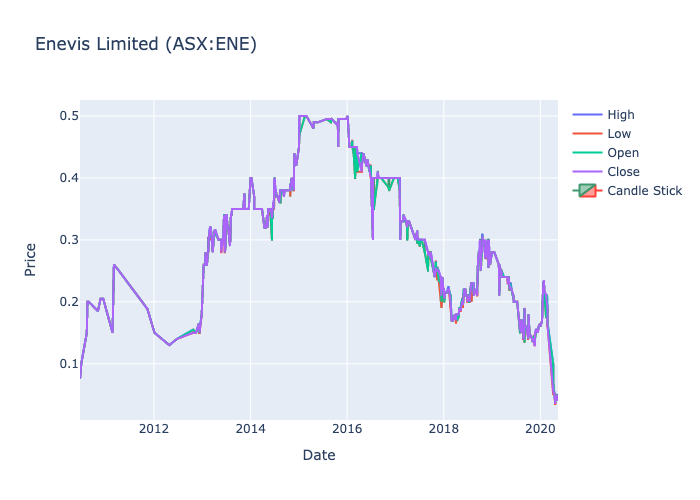 Enevis Limited (ASX:ENE)
High
Low
Open
Close
Candle Stick
0.5
0.4
0.3
0.2
0.1
Price
2012 2014 2016 2018 2020
Date